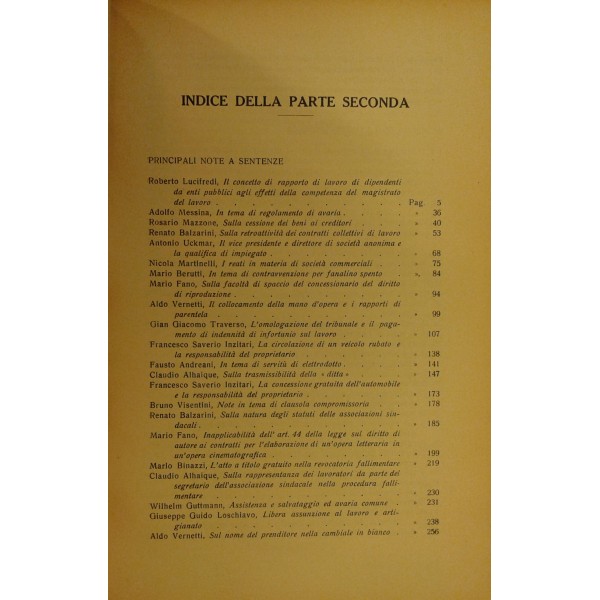 INDICE DELLA PARTE SECONDA
PRINCIPALI NOTE A SENTENZE
Roberto Lucifredi, Il concetto di rapporto di lavoro di dipendenti
da enti pubblici agli effetti della competenza del magistrato
del lavoro . . . . . . . . . . Pag. 5
Adolfo Messina, In tema di regolamento di avaria . . . . » 36
Rosario Mazzone, Sulla cessione dei beni ai creditori . . . » 40
Renato Balzarini, Sulla retroattività dei contratti collettivi di lavoro » 53
Antonio Uckmar, Il vice presidente e direttore di società anonima e
la qualifica di impiegato . . . . . . . » 68
Nicola Martinelli, I reati in materia di società commerciali . . » 75
Mario Berutti, In tema di contravvenzione per fanalino spento . » 84
Mario Fano, Sulla facoltà di spaccio del concessionario del diritto
di riproduzione . . . . . . . . . » 94
Aldo Vernetti, Il collocamento della mano d'opera e i rapporti di
parentela . . . . . . . . . . » 99
Gian Giacomo Traverso, L'omologazione del tribunale e il paga-
mento di indennità di infortunio sul lavoro . . . . » 107
Francesco Saverio Inzitari, La circolazione di un veicolo rubato e
la responsabilità del proprietario . . . . . . » 138
Fausto Andreani, In tema di servitù di elettrodotto . . . » 141
Claudio Alhaique, Sulla trasmissibilità della « ditta » . . . » 147
Francesco Saverio Inzitari, La concessione gratuita dell'automobile
e la responsabilità del proprietario . . . . . » 173
Bruno Visentini, Note in tema di clausola compromissoria . . » 178
Renato Balzarini, Sulla natura degli statuti delle associazioni sin-
dacali . . . . . . . . . . . » 185
Mario Fano, Inapplicabilità dell'art. 44 della legge sul diritto di
autore ai contratti per l'elaborazione di un'opera letteraria in
un'opera cinematografica . . . . . . . » 199
Mario Binazzi, L'atto a titolo gratuito nella revocatoria fallimentare » 219
Claudio Alhaique, Sulla rappresentanza dei lavoratori da parte del
segretario dell'associazione sindacale nella procedura falli-
mentare . . . . . . . . . . . » 230
Wilhelm Guttmann, Assistenza e salvataggio ed avaria comune . » 231
Giuseppe Guido Loschiavo, Libera assunzione al lavoro e arti-
gianato . . . . . . . . . . . » 238
Aldo Vernetti, Sul nome del prenditore nella cambiale in bianco . » 256